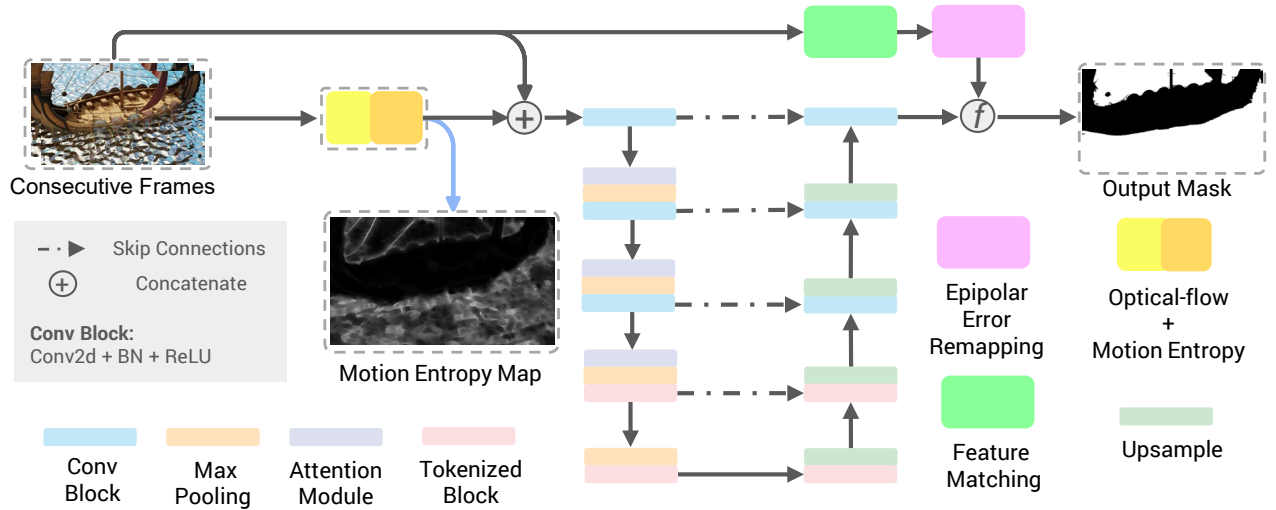 +
f
Consecutive Frames
Output Mask
Skip Connections
+
Concatenate
Conv Block:
Conv2d + BN + ReLU
Motion Entropy Map
Epipolar
Error
Remapping
Optical-flow
+
Motion Entropy
Feature
Matching
Upsample
Conv
Block
Max
Pooling
Attention
Module
Tokenized
Block